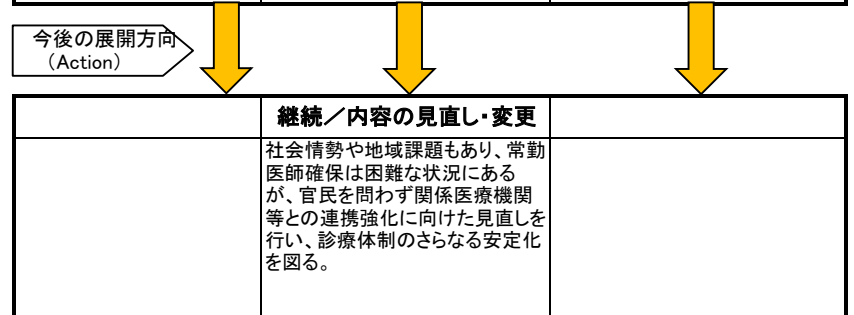 今後の展開方向
（Action）
継続／内容の見直し・変更
社会情勢や地域課題もあり、常勤
医師確保は困難な状況にある
が、官民を問わず関係医療機関
等との連携強化に向けた見直しを
行い、診療体制のさらなる安定化
を図る。